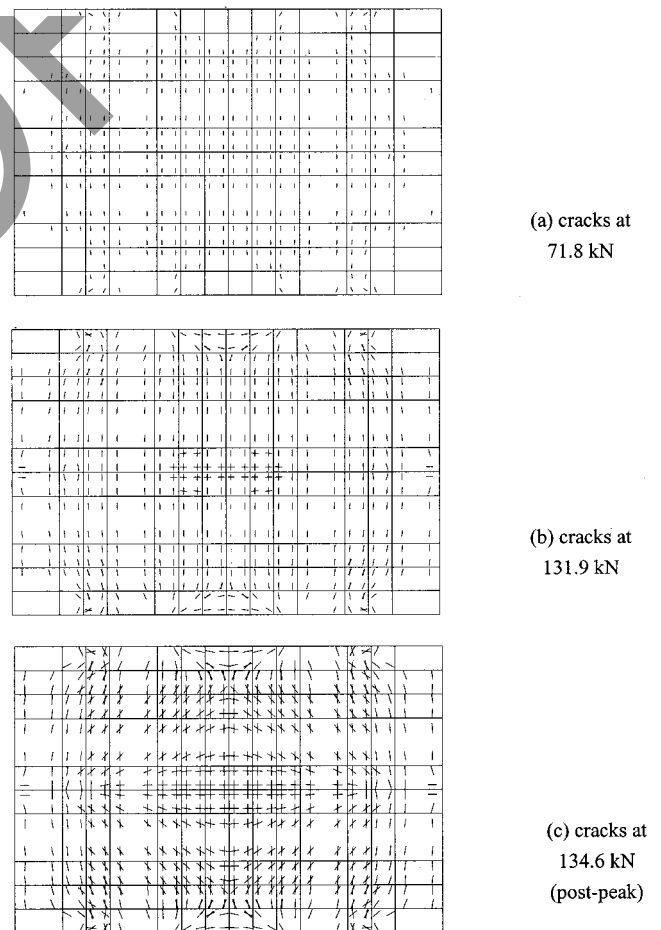 (a) cracks at
71.8 kN
(b) cracks at
131.9 kN
(c) cracks at
134.6 kN
(post-peak)